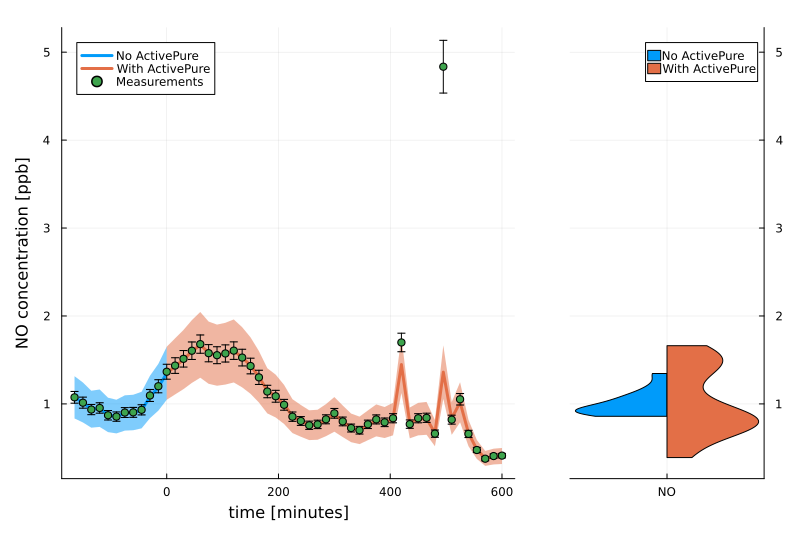 No ActivePure
With ActivePure
Measurements
5
4
3
2
1
NO concentration [ppb]
0
200
400
600
time [minutes]
No ActivePure
With ActivePure
5
4
3
2
1
NO